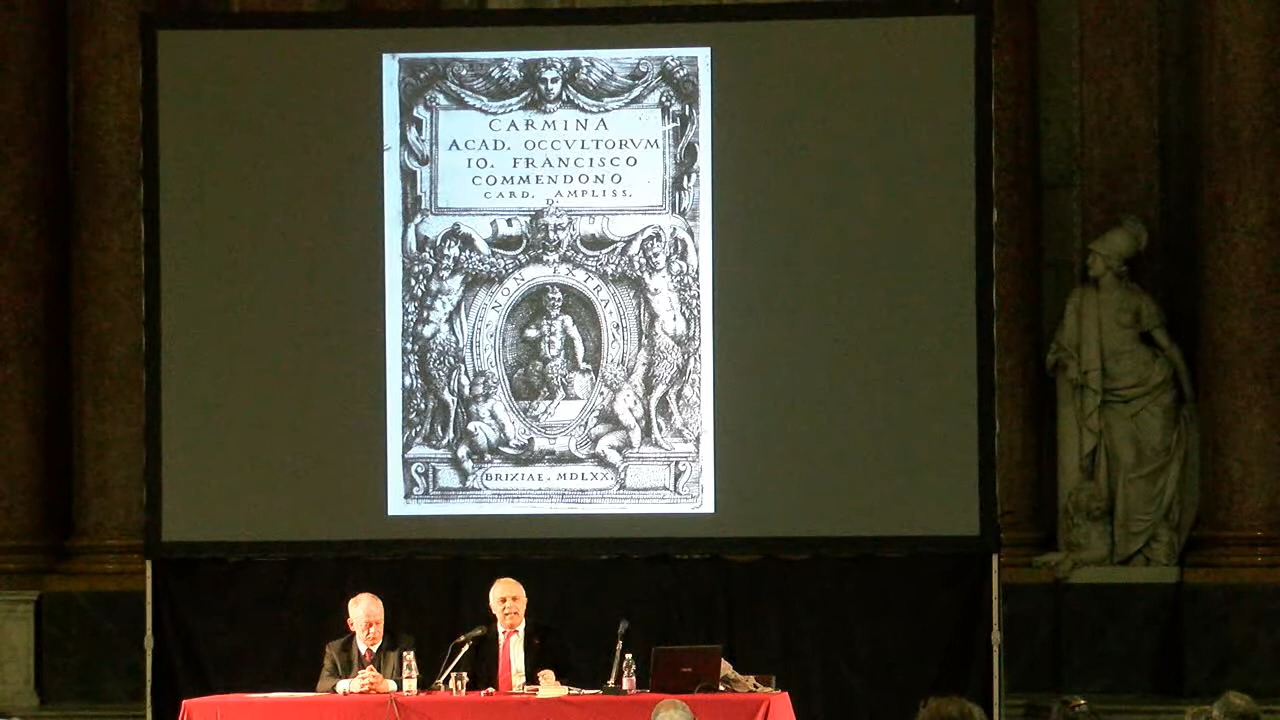 CARMINA
ACAD. OCCVLTORVM
IO. FRANCISCO
COMMENDONO
CARD. AMPLISS.
D.
NON EXTRA
BRIXIAE. MDLXX.